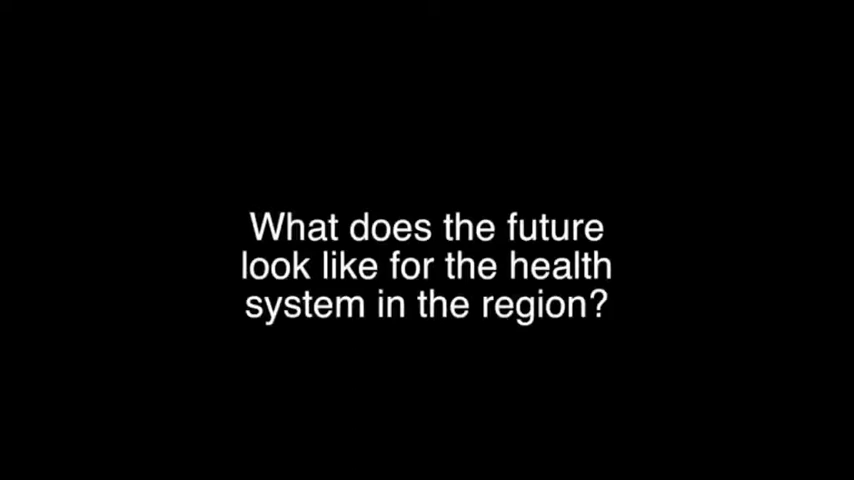 What does the future
look like for the health
system in the region?